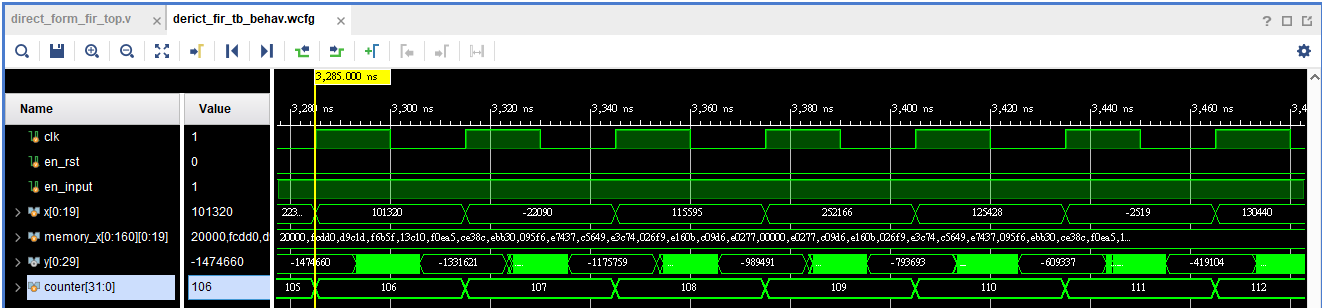 direct_form_fir_top.v × derict_fir_tb_behav.wcfg ×
?
3,285.000 ns
Name Value
3,280 ns 3,300 ns 3,320 ns 3,340 ns 3,360 ns 3,380 ns 3,400 ns 3,420 ns 3,440 ns 3,460 ns 3,4
clk 1
en_rst 0
en_input 1
x[0:19] 101320 223... 101320 -22090 115595 252166 125428 -2519 130440
memory_x[0:160][0:19] 20000,fcdd0,d 20000,fcdd0,d9c1d,f6b5f,13c10,f0ea5,ce38c,ebb30,095f6,e7437,c5649,e3c74,026f9,e160b,c09d6,e0277,00000,e0277,c09d6,e160b,026f9,e3c74,c5649,e7437,095f6,ebb30,ce38c,f0ea5,1...
y[0:29] -1474660 -1474660 -1331621 ... -1175759 ... -989491 ... -793693 ... -609337 ... -419104 ...
counter[31:0] 106 105 106 107 108 109 110 111 112